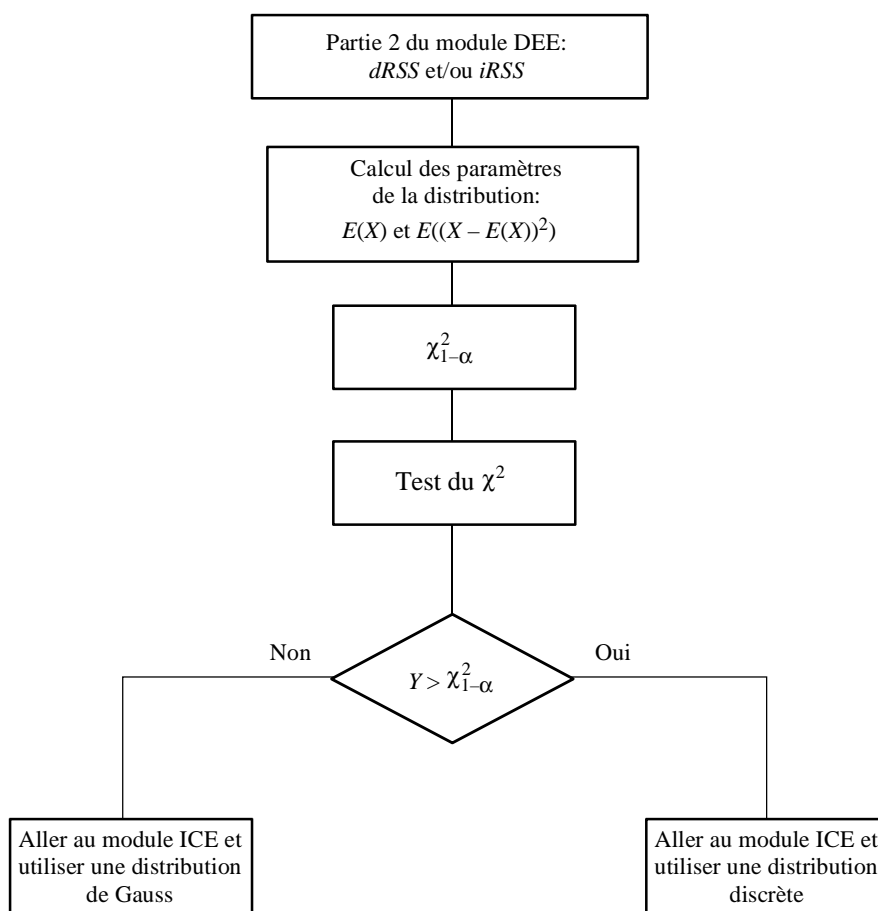 Partie 2 du module DEE:
dRSS et/ou iRSS
Calcul des paramètres
de la distribution:
E(X) et E((X – E(X))²)
χ²₁₋α
Test du χ²
Non
Y > χ²₁₋α
Oui
Aller au module ICE et
utiliser une distribution
de Gauss
Aller au module ICE et
utiliser une distribution
discrète